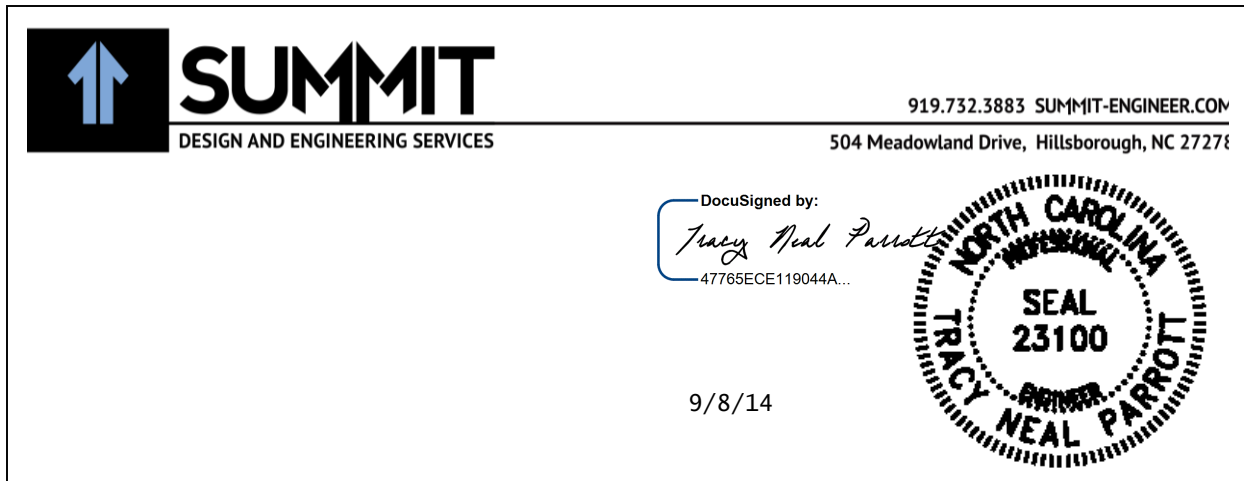 SUMMIT
DESIGN AND ENGINEERING SERVICES
919.732.3883 SUMMIT-ENGINEER.COM
504 Meadowland Drive, Hillsborough, NC 27278
DocuSigned by:
Tracy Neal Parrott
47765ECE119044A...
9/8/14
NORTH CAROLINA
PROFESSIONAL
SEAL
23100
ENGINEER
TRACY NEAL PARROTT